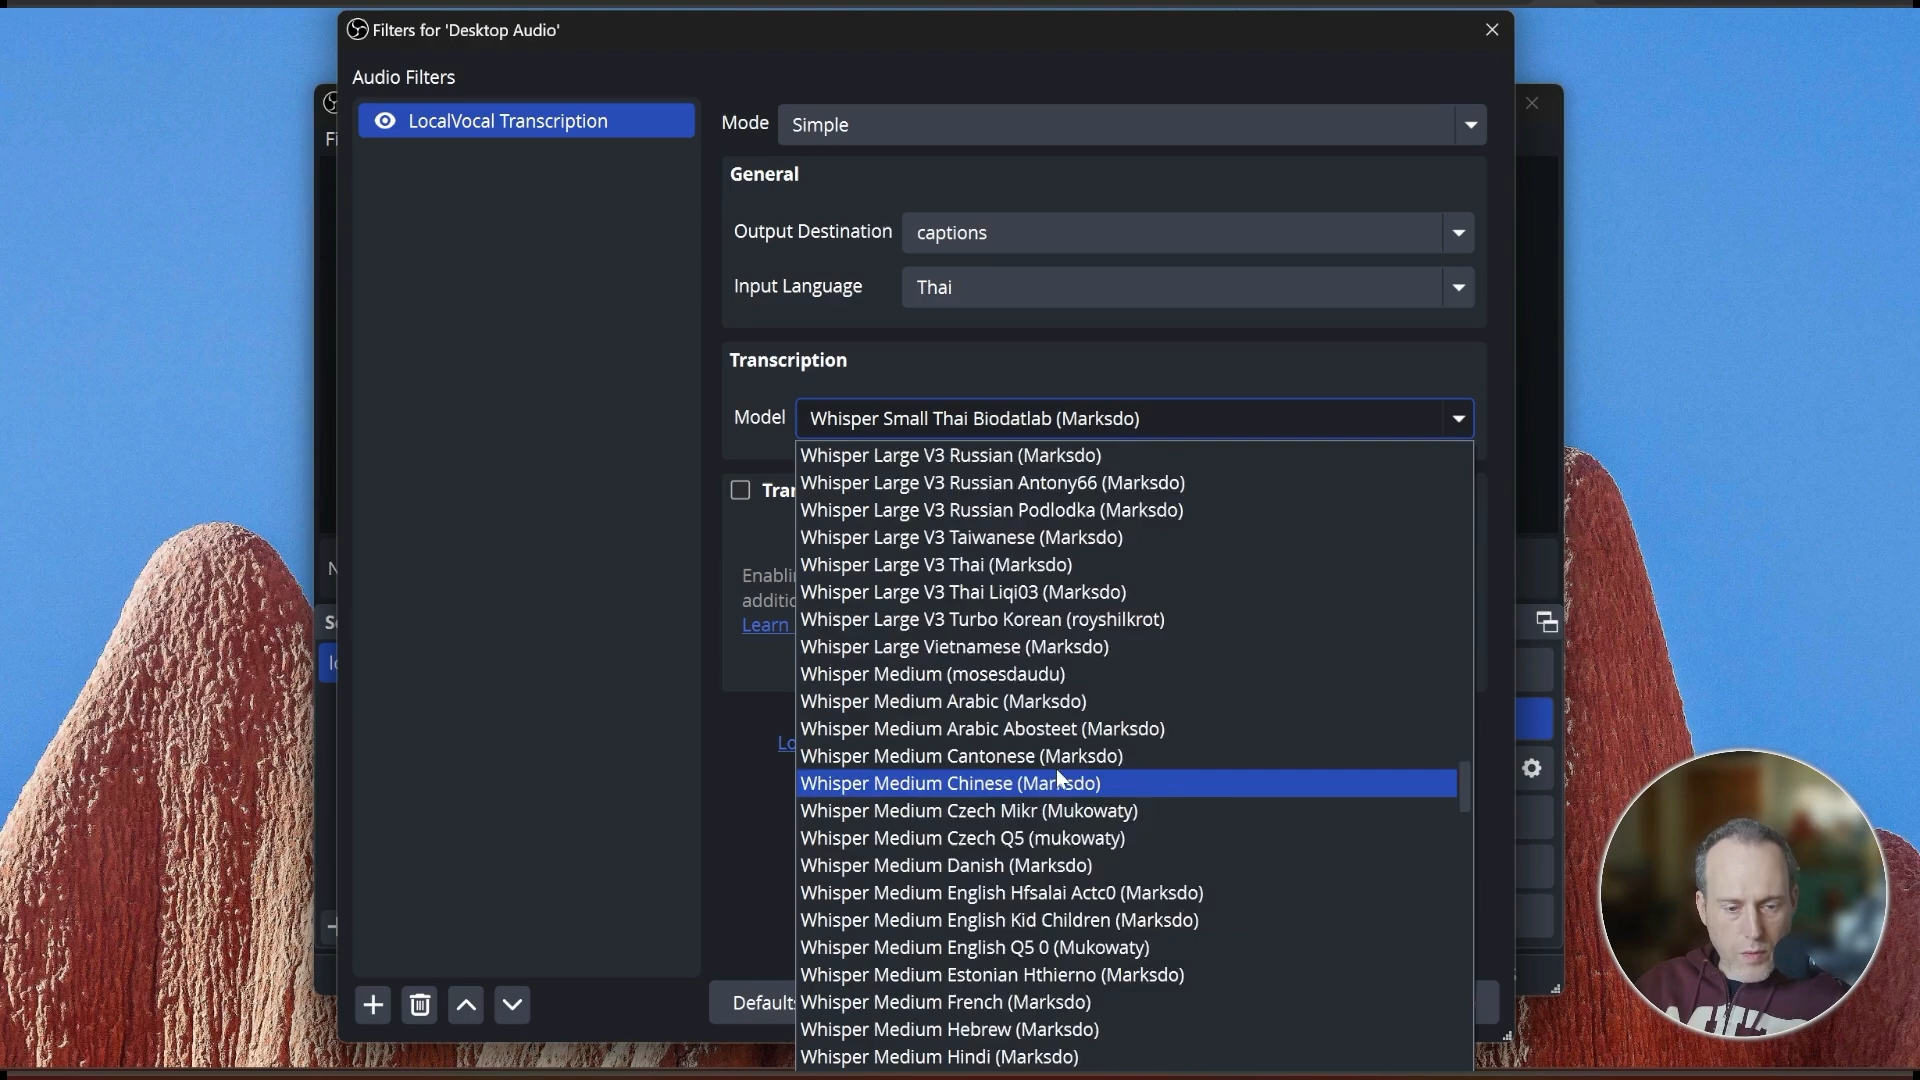 Filters for 'Desktop Audio'
Audio Filters
LocalVocal Transcription
Mode
Simple
General
Output Destination
captions
Input Language
Thai
Transcription
Model
Whisper Small Thai Biodatlab (Marksdo)
Whisper Large V3 Russian (Marksdo)
Whisper Large V3 Russian Antony66 (Marksdo)
Whisper Large V3 Russian Podlodka (Marksdo)
Whisper Large V3 Taiwanese (Marksdo)
Whisper Large V3 Thai (Marksdo)
Whisper Large V3 Thai Liqi03 (Marksdo)
Whisper Large V3 Turbo Korean (royshilkrot)
Whisper Large Vietnamese (Marksdo)
Whisper Medium (mosesdaudu)
Whisper Medium Arabic (Marksdo)
Whisper Medium Arabic Abosteet (Marksdo)
Whisper Medium Cantonese (Marksdo)
Whisper Medium Chinese (Marksdo)
Whisper Medium Czech Mikr (Mukowaty)
Whisper Medium Czech Q5 (mukowaty)
Whisper Medium Danish (Marksdo)
Whisper Medium English Hfsalai Actc0 (Marksdo)
Whisper Medium English Kid Children (Marksdo)
Whisper Medium English Q5 0 (Mukowaty)
Whisper Medium Estonian Hthierno (Marksdo)
Whisper Medium French (Marksdo)
Whisper Medium Hebrew (Marksdo)
Whisper Medium Hindi (Marksdo)
Learn
Default